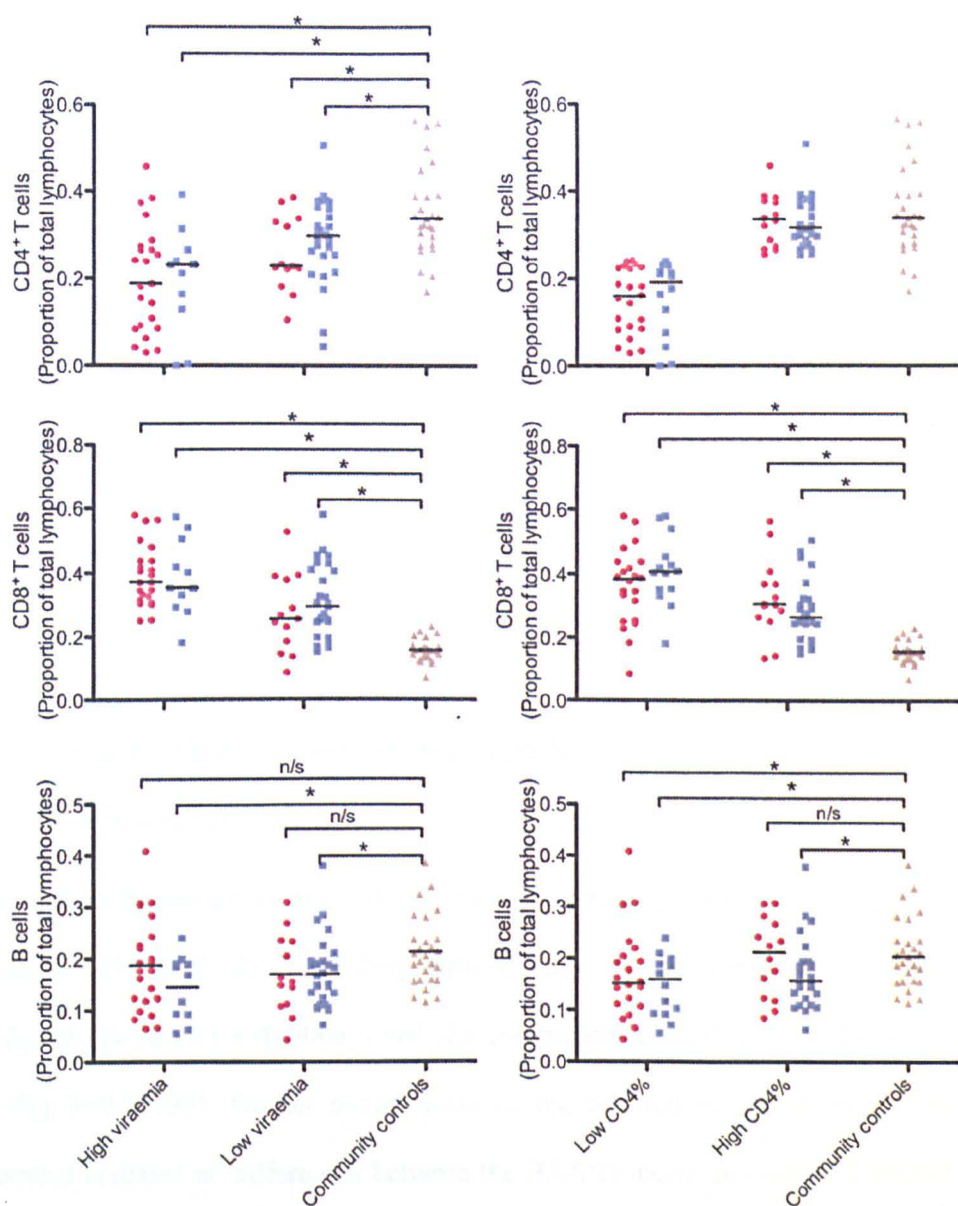 *
*
*
*
CD4⁺ T cells
(Proportion of total lymphocytes)
0.6
0.4
0.2
0.0
CD4⁺ T cells
(Proportion of total lymphocytes)
0.6
0.4
0.2
0.0
*
*
*
*
CD8⁺ T cells
(Proportion of total lymphocytes)
0.8
0.6
0.4
0.2
0.0
*
*
*
*
CD8⁺ T cells
(Proportion of total lymphocytes)
0.8
0.6
0.4
0.2
0.0
n/s
*
n/s
*
B cells
(Proportion of total lymphocytes)
0.5
0.4
0.3
0.2
0.1
0.0
High viraemia
Low viraemia
Community controls
*
*
n/s
*
B cells
(Proportion of total lymphocytes)
0.5
0.4
0.3
0.2
0.1
0.0
Low CD4%
High CD4%
Community controls